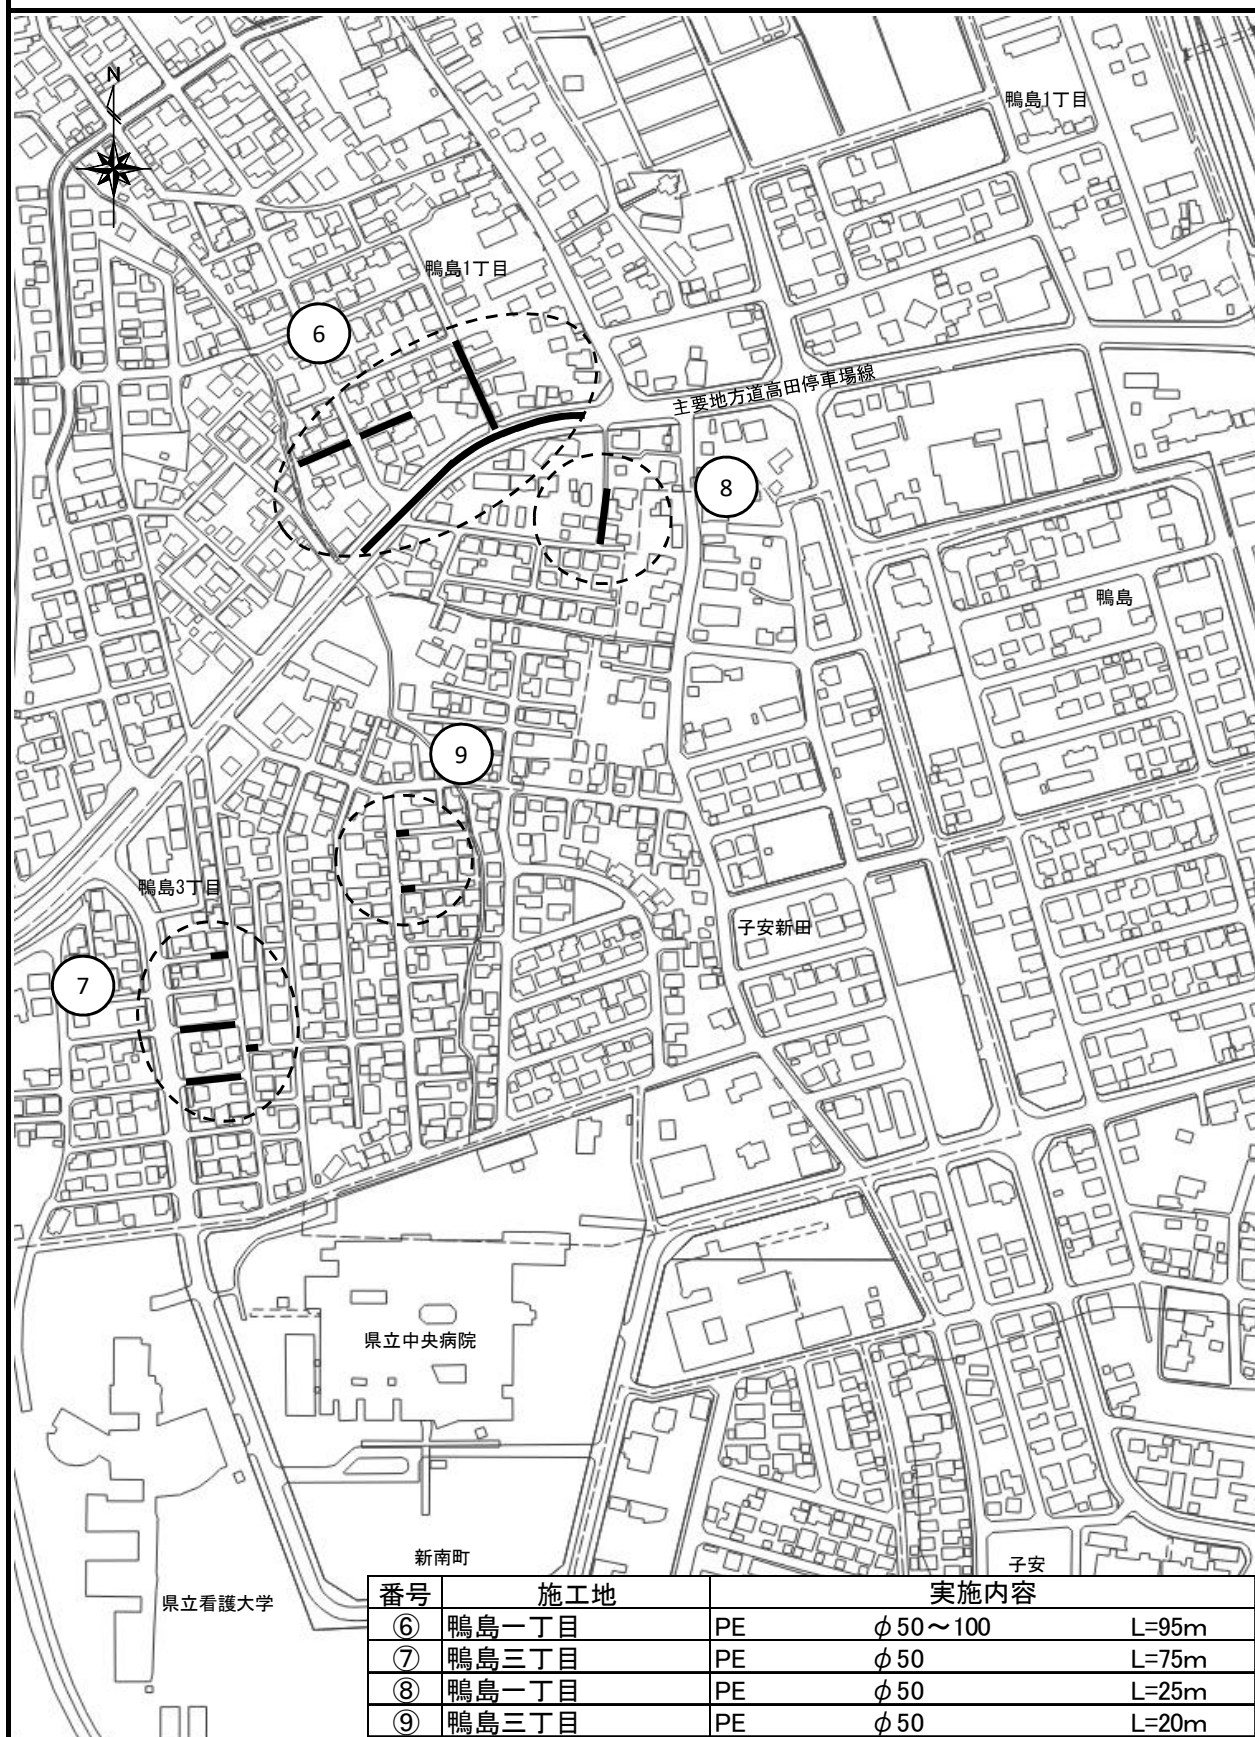 N
鴨島1丁目
鴨島1丁目
6
主要地方道高田停車場線
8
鴨島
9
鴨島3丁目
子安新田
7
県立中央病院
新南町
子安
県立看護大学
番号 施工地 実施内容
⑥ 鴨島一丁目 PE φ50～100 L=95m
⑦ 鴨島三丁目 PE φ50 L=75m
⑧ 鴨島一丁目 PE φ50 L=25m
⑨ 鴨島三丁目 PE φ50 L=20m